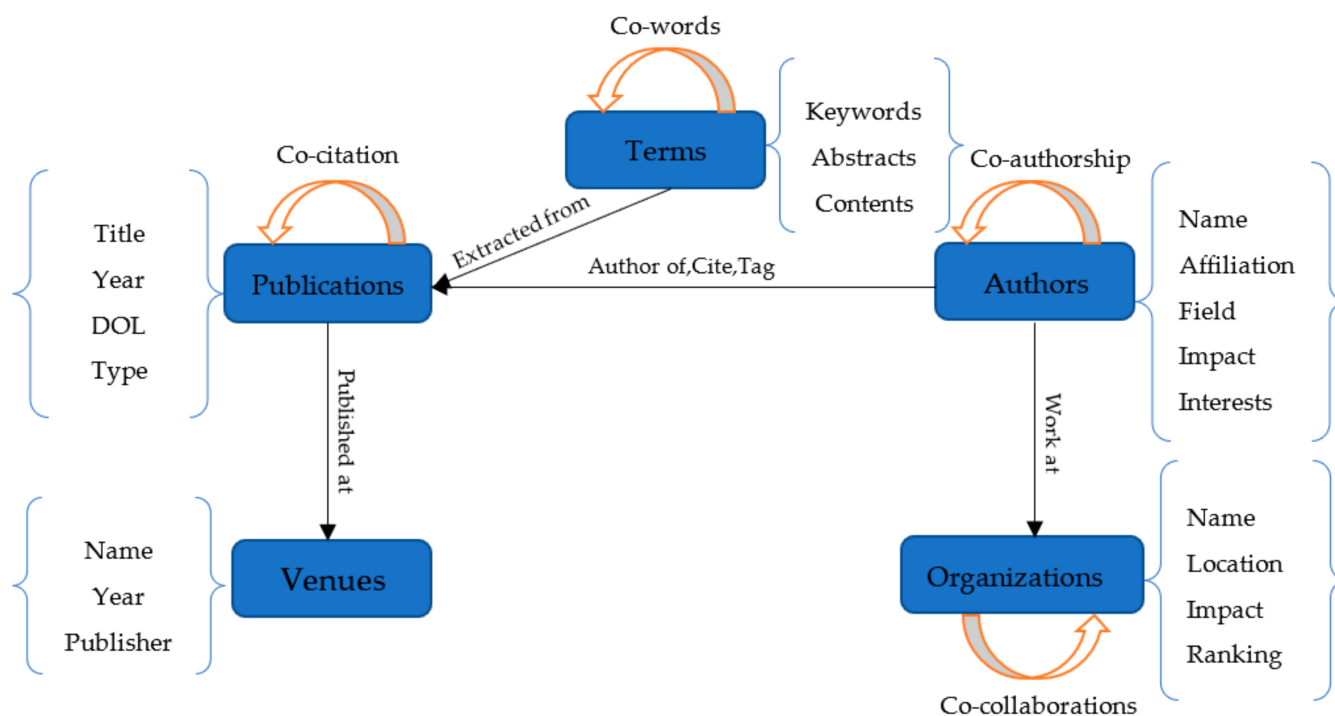 Co-words
Terms
Keywords
Abstracts
Contents
Co-citation
Co-authorship
Title
Year
DOL
Type
Publications
Extracted from
Author of,Cite,Tag
Authors
Name
Affiliation
Field
Impact
Interests
Published at
Work at
Name
Year
Publisher
Venues
Organizations
Name
Location
Impact
Ranking
Co-collaborations